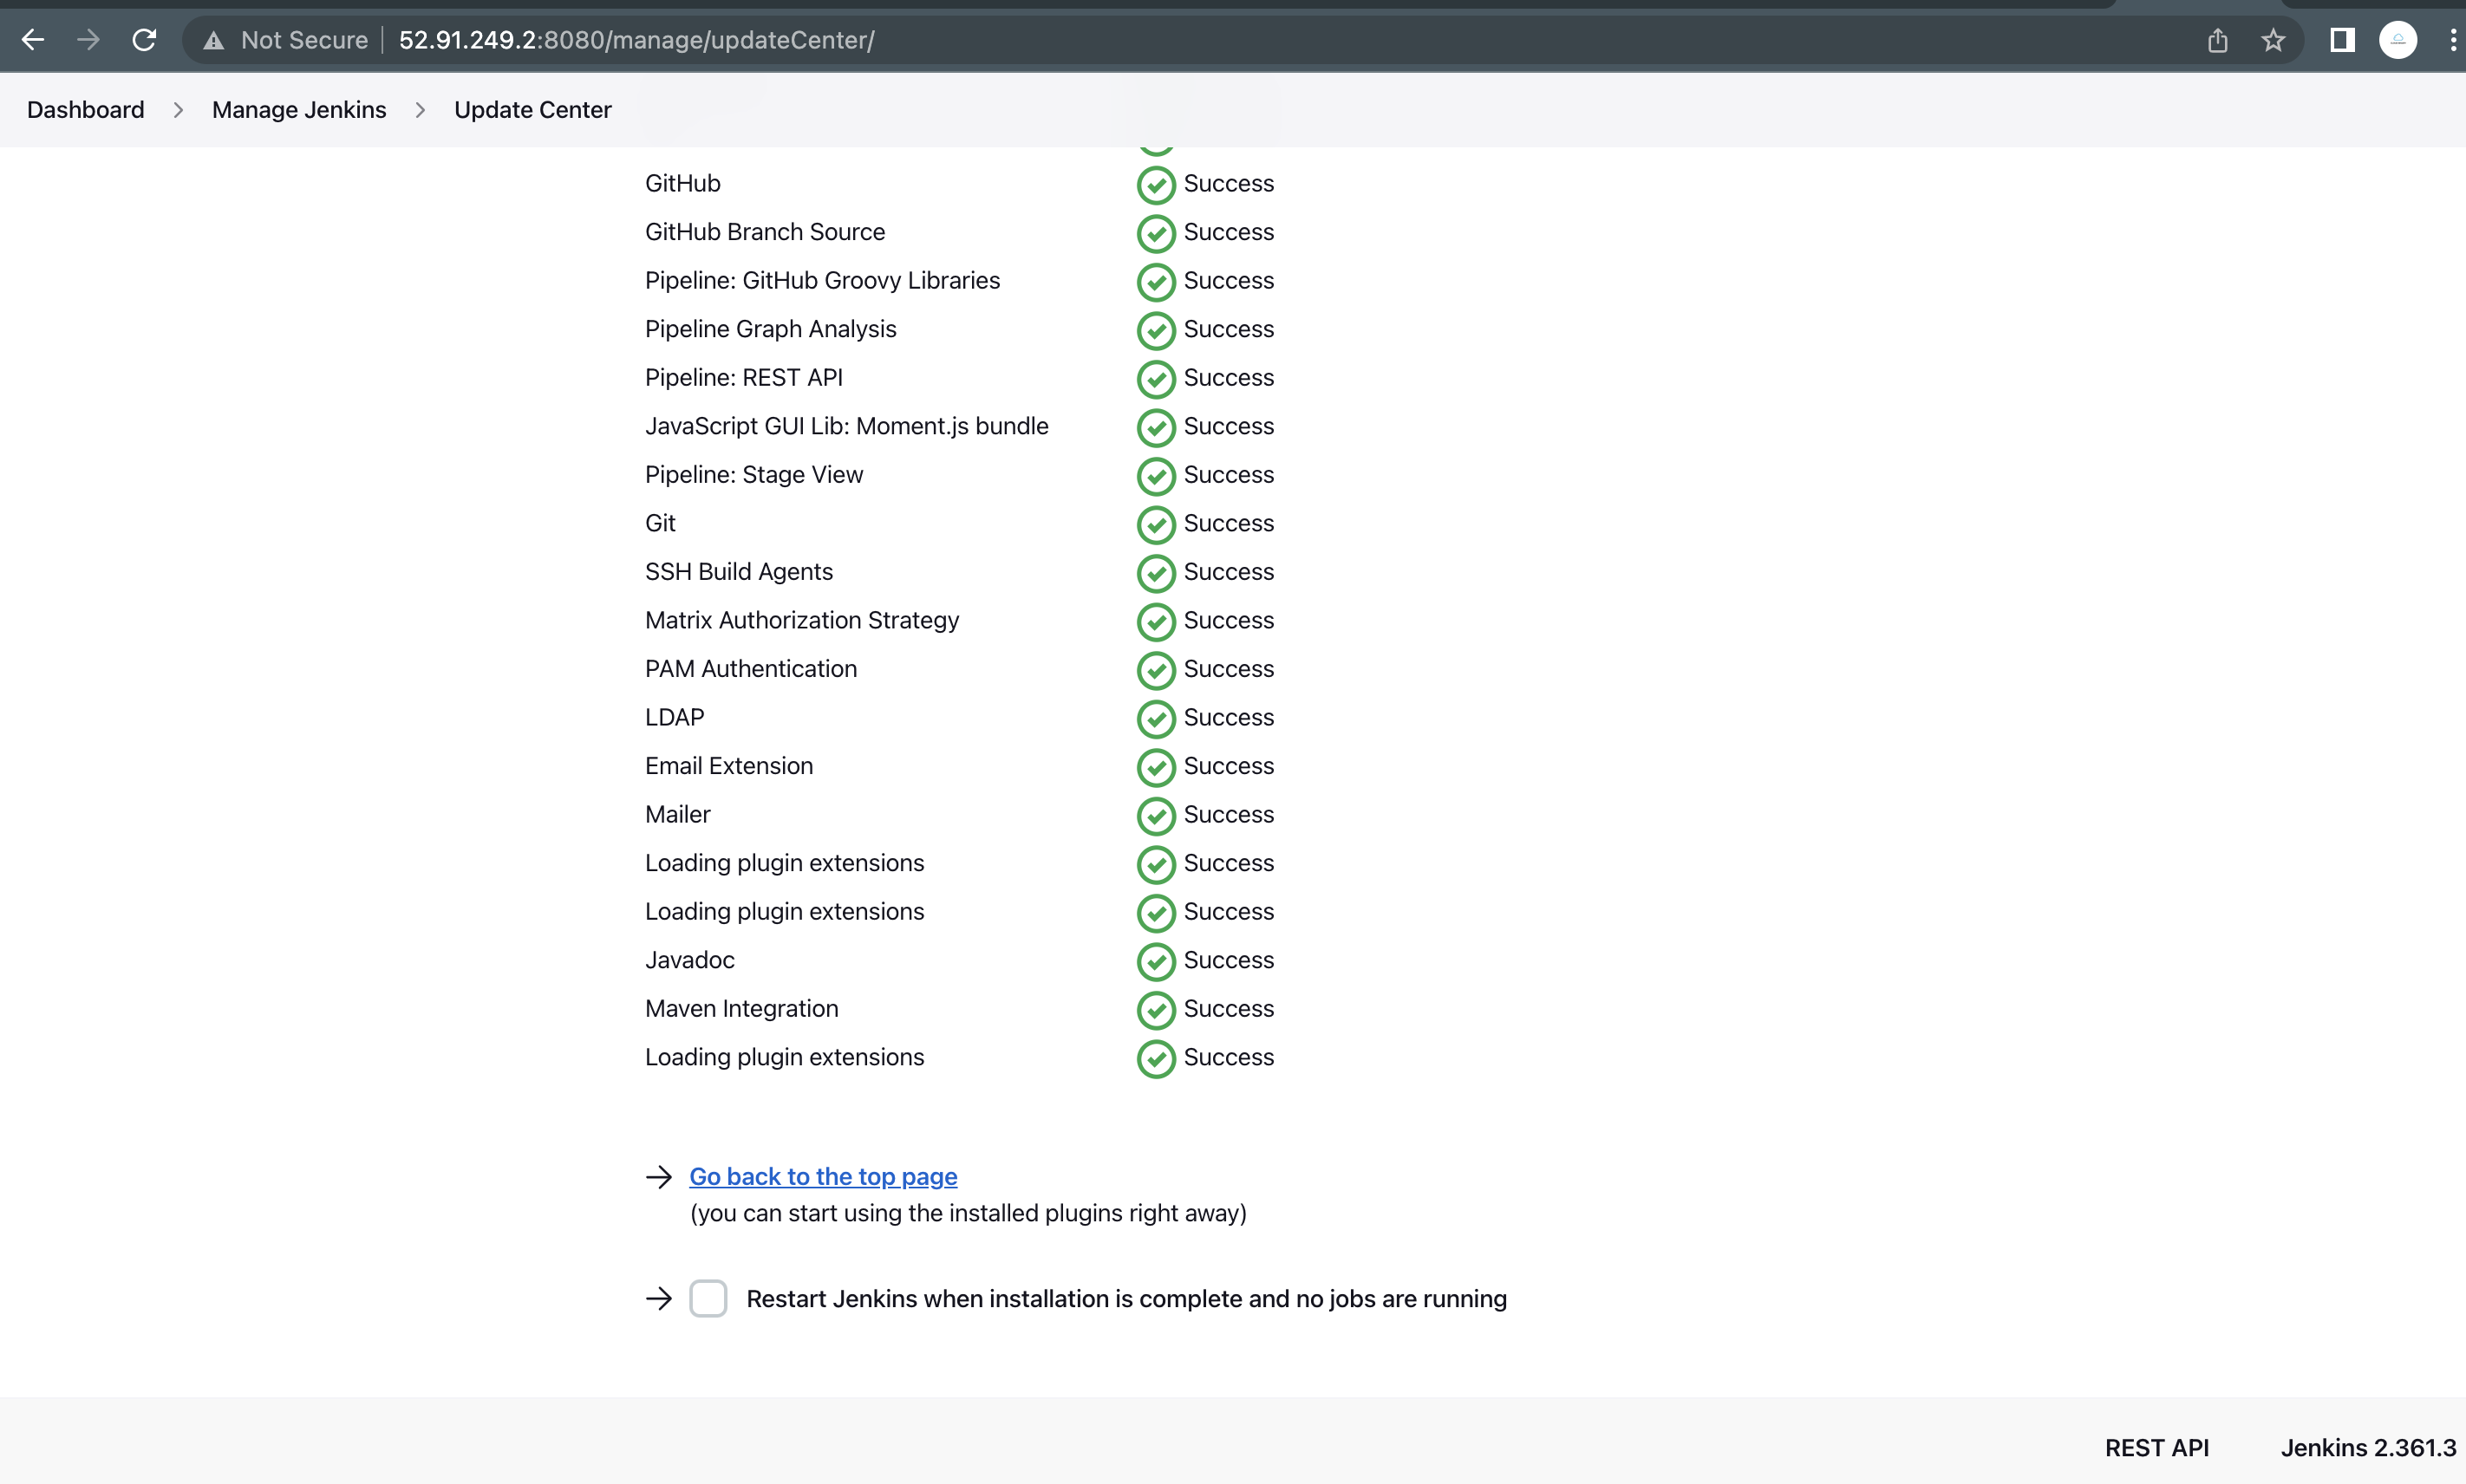 Not Secure | 52.91.249.2:8080/manage/updateCenter/
Dashboard > Manage Jenkins > Update Center
GitHub Success
GitHub Branch Source Success
Pipeline: GitHub Groovy Libraries Success
Pipeline Graph Analysis Success
Pipeline: REST API Success
JavaScript GUI Lib: Moment.js bundle Success
Pipeline: Stage View Success
Git Success
SSH Build Agents Success
Matrix Authorization Strategy Success
PAM Authentication Success
LDAP Success
Email Extension Success
Mailer Success
Loading plugin extensions Success
Loading plugin extensions Success
Javadoc Success
Maven Integration Success
Loading plugin extensions Success
→ Go back to the top page
(you can start using the installed plugins right away)
→ Restart Jenkins when installation is complete and no jobs are running
REST API Jenkins 2.361.3